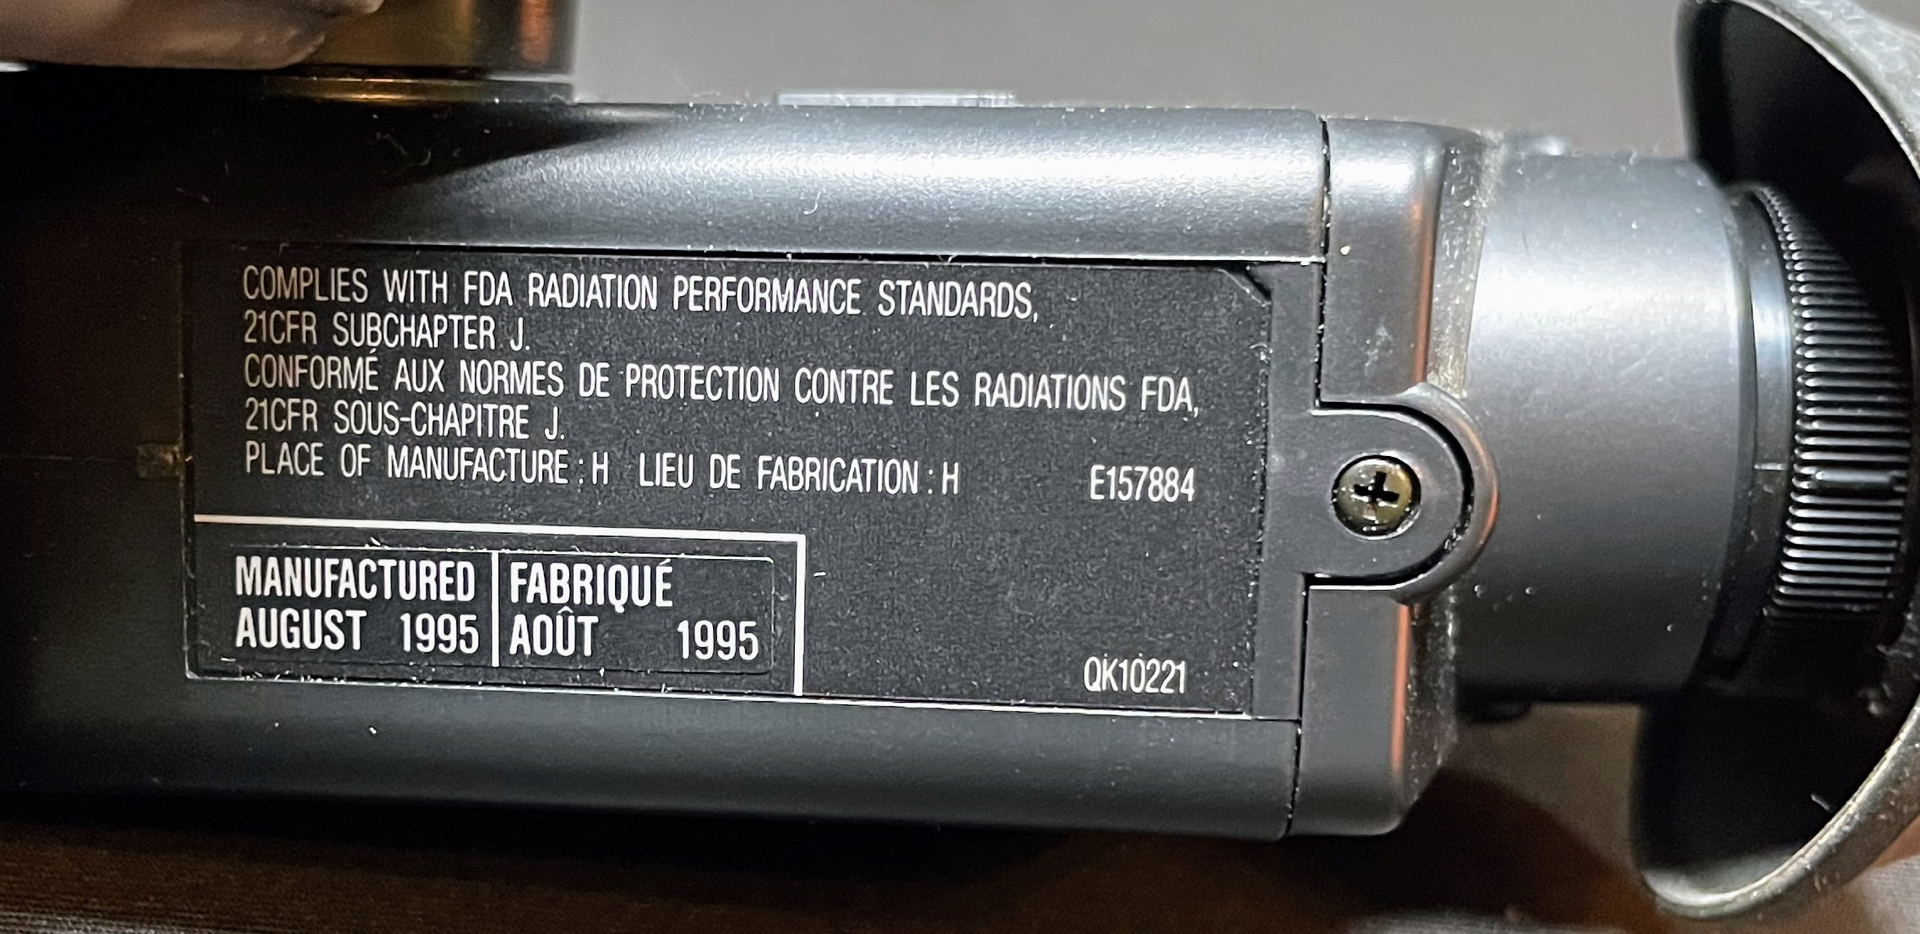 COMPLIES WITH FDA RADIATION PERFORMANCE STANDARDS,
21CFR SUBCHAPTER J.
CONFORMÉ AUX NORMES DE PROTECTION CONTRE LES RADIATIONS FDA,
21CFR SOUS-CHAPITRE J.
PLACE OF MANUFACTURE : H LIEU DE FABRICATION : H E157884
MANUFACTURED FABRIQUÉ
AUGUST 1995 AOÛT 1995
QK10221